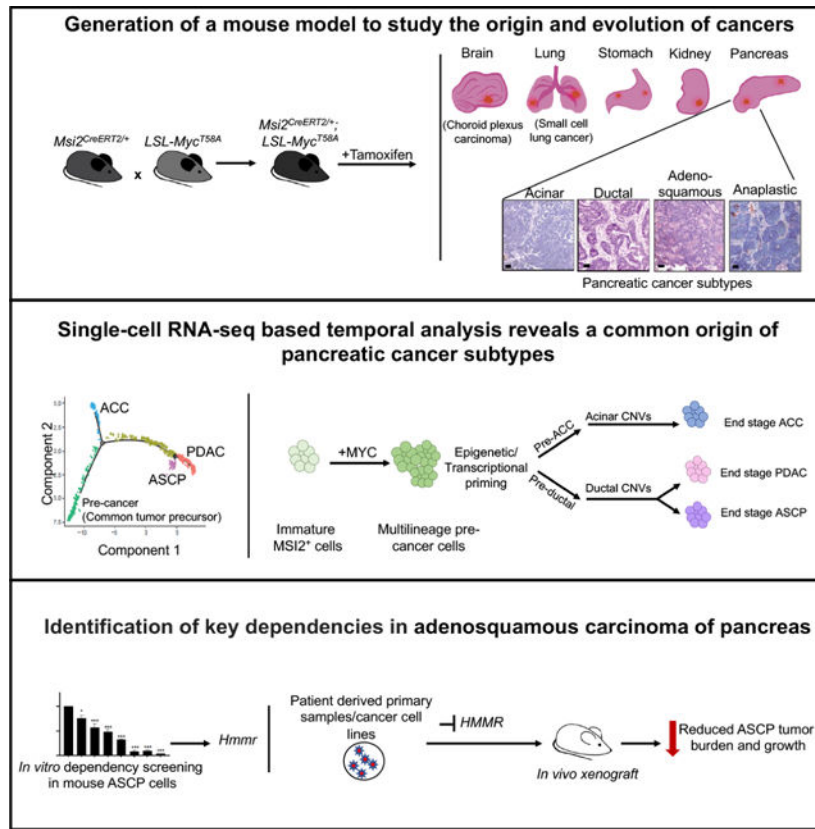 Generation of a mouse model to study the origin and evolution of cancers
Brain
Lung
Stomach
Kidney
Pancreas
(Choroid plexus
carcinoma)
(Small cell
lung cancer)
Msi2CreERT2/+
x
LSL-MycT58A
Msi2CreERT2/+;
LSL-MycT58A
+Tamoxifen
Acinar
Ductal
Adeno-
squamous
Anaplastic
Pancreatic cancer subtypes
Single-cell RNA-seq based temporal analysis reveals a common origin of
pancreatic cancer subtypes
Component 2
ACC
PDAC
ASCP
Pre-cancer
(Common tumor precursor)
Component 1
+MYC
Immature
MSI2+ cells
Multilineage pre-
cancer cells
Epigenetic/
Transcriptional
priming
Pre-ACC
Acinar CNVs
End stage ACC
Pre-ductal
Ductal CNVs
End stage PDAC
End stage ASCP
Identification of key dependencies in adenosquamous carcinoma of pancreas
In vitro dependency screening
in mouse ASCP cells
Hmmr
Patient derived primary
samples/cancer cell
lines
HMMR
In vivo xenograft
Reduced ASCP tumor
burden and growth